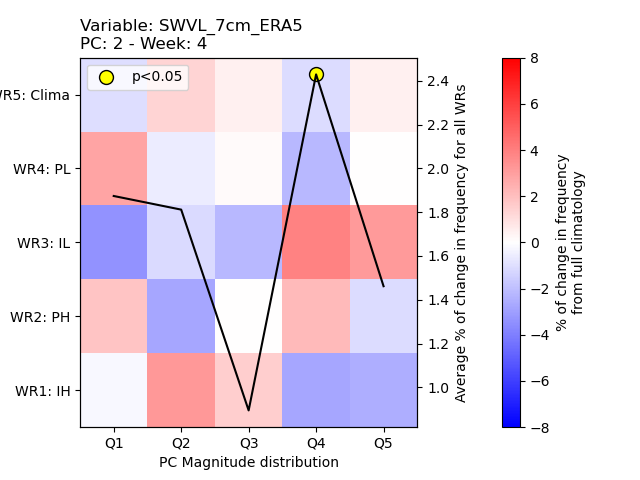 Variable: SWVL_7cm_ERA5
PC: 2 - Week: 4
p<0.05
WR5: Clima
WR4: PL
WR3: IL
WR2: PH
WR1: IH
Q1 Q2 Q3 Q4 Q5
PC Magnitude distribution
2.4
2.2
2.0
1.8
1.6
1.4
1.2
1.0
Average % of change in frequency for all WRs
8
6
4
2
0
−2
−4
−6
−8
% of change in frequency
from full climatology